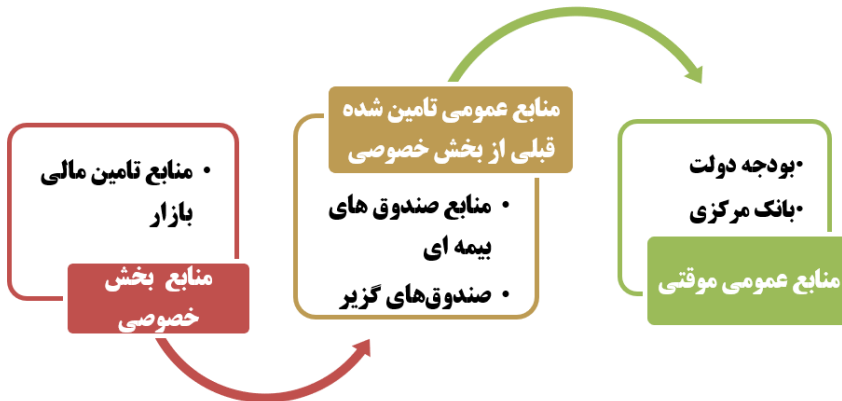 •بودجه دولت
•بانک مرکزی
منابع عمومی موقتی
منابع عمومی تامین شده
قبلی از بخش خصوصی
• منابع صندوق های
بیمه ای
• صندوق‌های گزیر
• منابع تامین مالی
بازار
منابع بخش
خصوصی